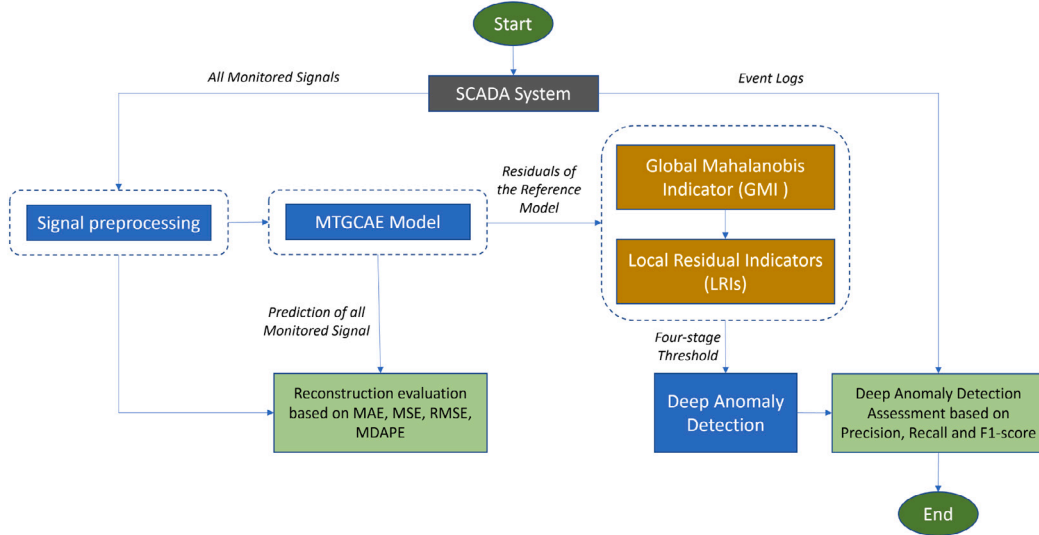 Start
All Monitored Signals
Event Logs
SCADA System
Global Mahalanobis
Indicator (GMI )
Residuals of
the Reference
Model
Signal preprocessing
MTGCAE Model
Local Residual Indicators
(LRIs)
Prediction of all
Monitored Signal
Four-stage
Threshold
Reconstruction evaluation
based on MAE, MSE, RMSE,
MDAPE
Deep Anomaly
Detection
Deep Anomaly Detection
Assessment based on
Precision, Recall and F1-score
End